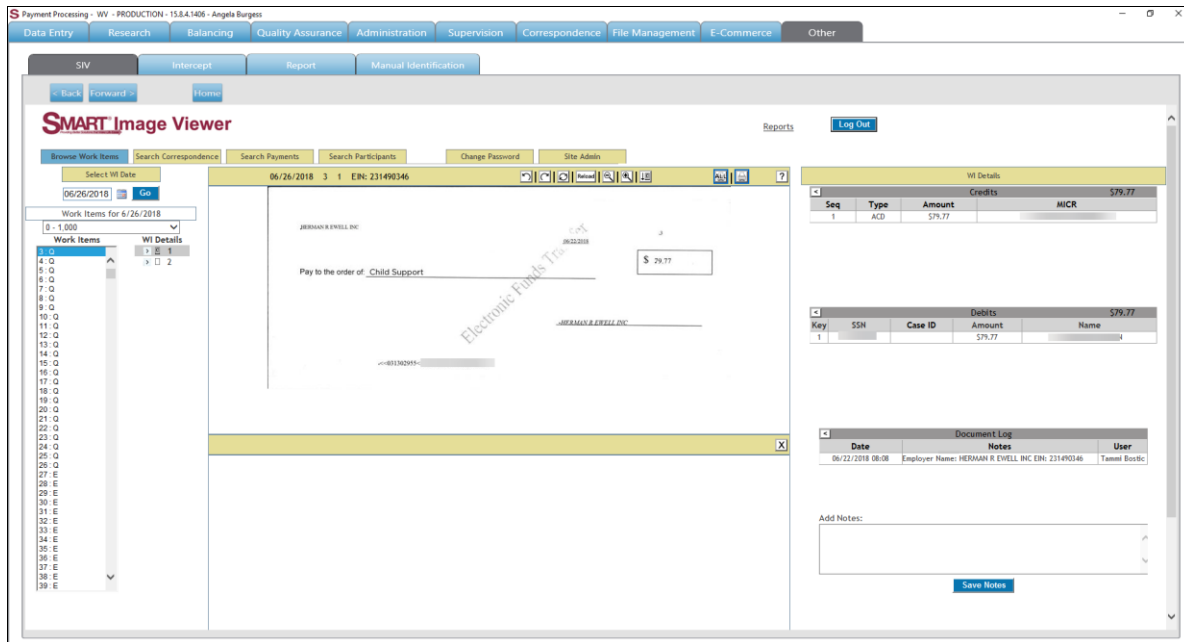 Payment Processing - WV - PRODUCTION - 15.8.4.1406 - Angela Burgess
Data Entry Research Balancing Quality Assurance Administration Supervision Correspondence File Management E-Commerce Other
SIV Intercept Report Manual Identification
< Back Forward > Home
SMART Image Viewer
Reports Log Out
Browse Work Items Search Correspondence Search Payments Search Participants Change Password Site Admin
Select WI Date
06/26/2018 Go
Work Items for 6/26/2018
0 - 1,000
Work Items WI Details
3 : Q
4 : Q
5 : Q
6 : Q
7 : Q
8 : Q
9 : Q
10 : Q
11 : Q
12 : Q
13 : Q
14 : Q
15 : Q
16 : Q
17 : Q
18 : Q
19 : Q
20 : Q
21 : Q
22 : Q
23 : Q
24 : Q
25 : Q
26 : Q
27 : E
28 : E
29 : E
30 : E
31 : E
32 : E
33 : E
34 : E
35 : E
36 : E
37 : E
38 : E
39 : E
1
2
06/26/2018 3 1 EIN: 231490346 Reload ALL ?
HERMAN R EWELL INC
06/22/2018
$ 79.77
Pay to the order of: Child Support
Electronic Funds
HERMAN R EWELL INC
<<031302955<
X
WI Details
< Credits $79.77
Seq Type Amount MICR
1 ACD $79.77
< Debits $79.77
Key SSN Case ID Amount Name
1 $79.77
< Document Log
Date Notes User
06/22/2018 08:08 Employer Name: HERMAN R EWELL INC EIN: 231490346 Tammi Bostic
Add Notes:
Save Notes